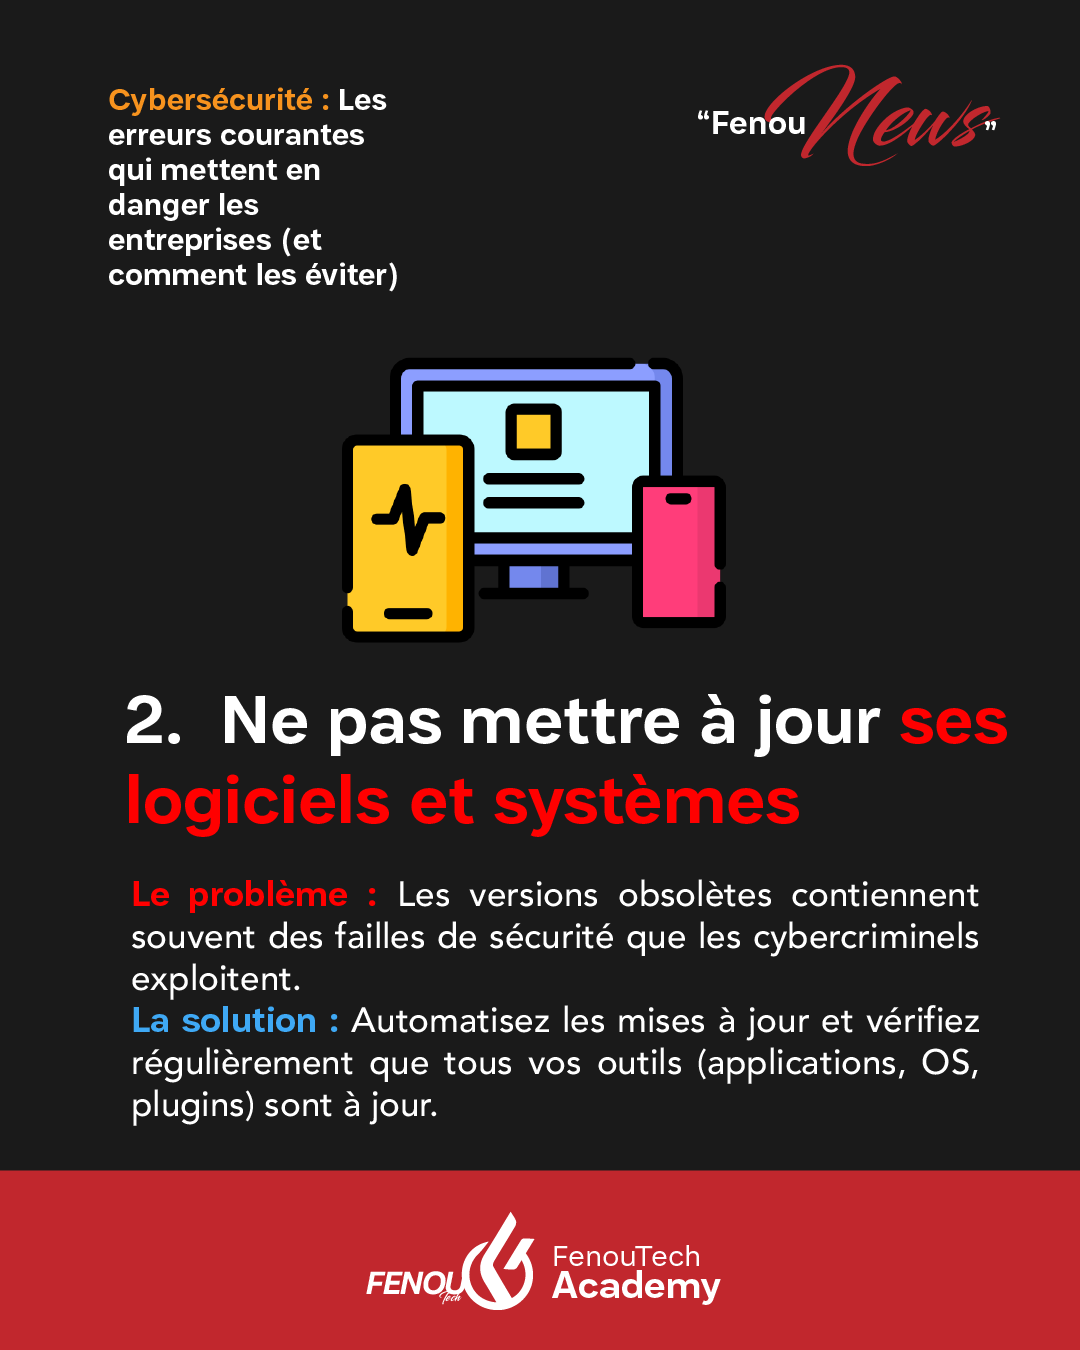 Cybersécurité : Les
erreurs courantes
qui mettent en
danger les
entreprises (et
comment les éviter)
“Fenou News”
2. Ne pas mettre à jour ses
logiciels et systèmes
Le problème : Les versions obsolètes contiennent
souvent des failles de sécurité que les cybercriminels
exploitent.
La solution : Automatisez les mises à jour et vérifiez
régulièrement que tous vos outils (applications, OS,
plugins) sont à jour.
FENOU
Tech
FenouTech
Academy